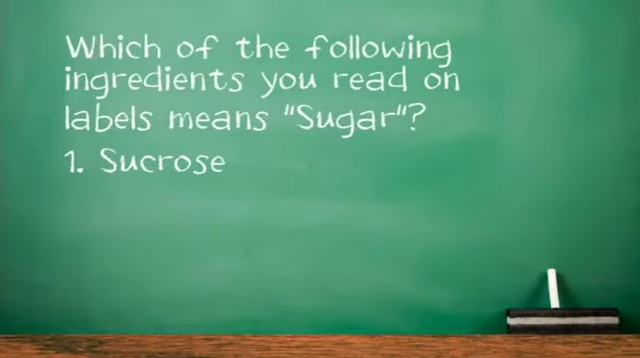 Which of the following
ingredients you read on
labels means "Sugar"?
1. Sucrose